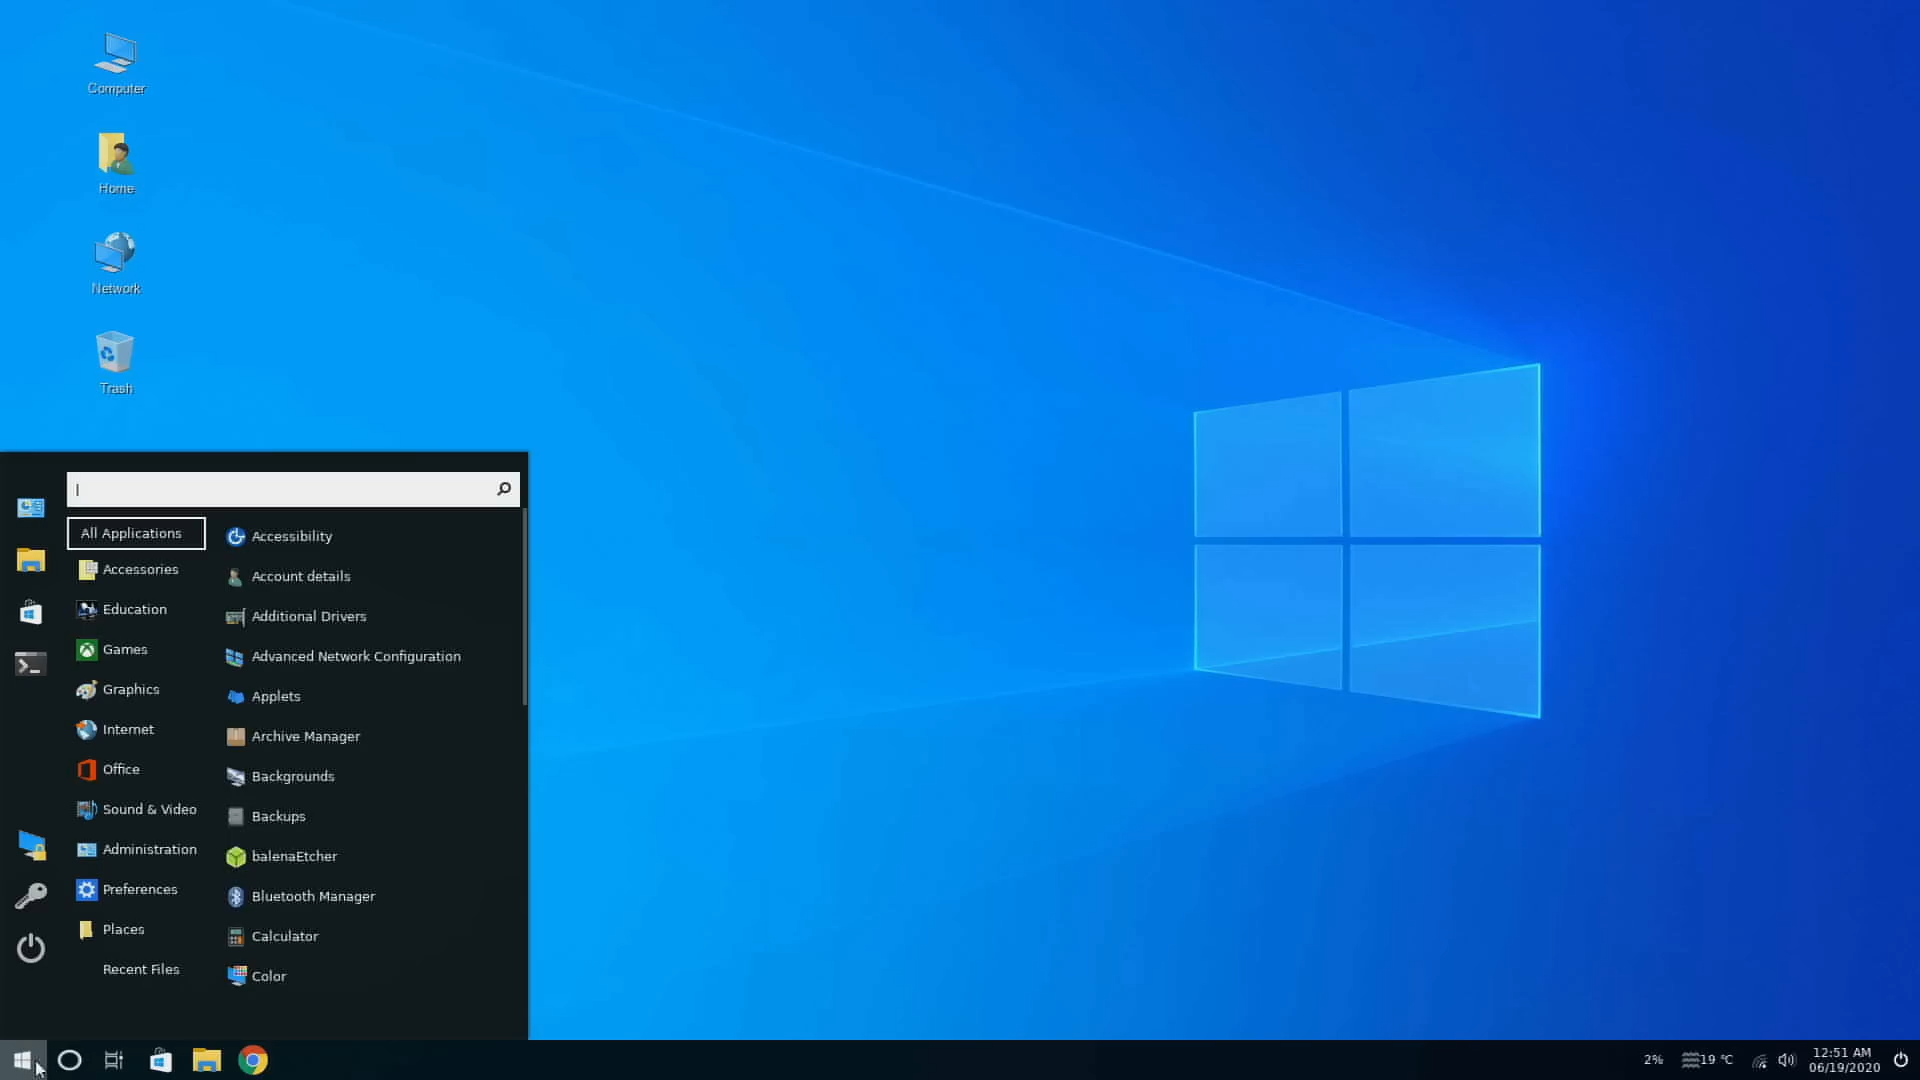 Computer
Home
Network
Trash
All Applications
Accessories
Education
Games
Graphics
Internet
Office
Sound & Video
Administration
Preferences
Places
Recent Files
Accessibility
Account details
Additional Drivers
Advanced Network Configuration
Applets
Archive Manager
Backgrounds
Backups
balenaEtcher
Bluetooth Manager
Calculator
Color
2%
19 °C
12:51 AM
06/19/2020